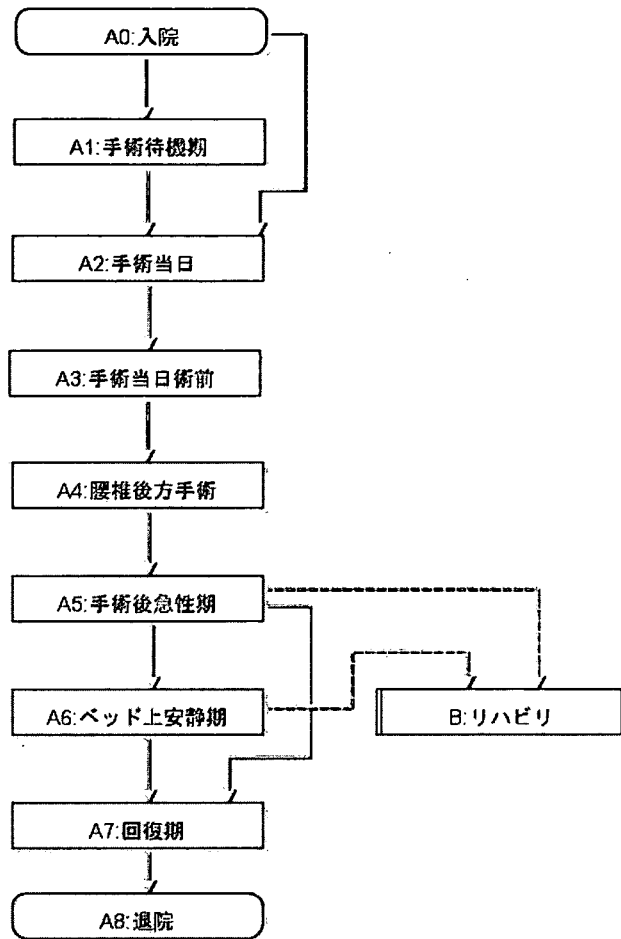 A0:入院
A1:手術待機期
A2:手術当日
A3:手術当日術前
A4:腰椎後方手術
A5:手術後急性期
A6:ベッド上安静期
B:リハビリ
A7:回復期
A8:退院